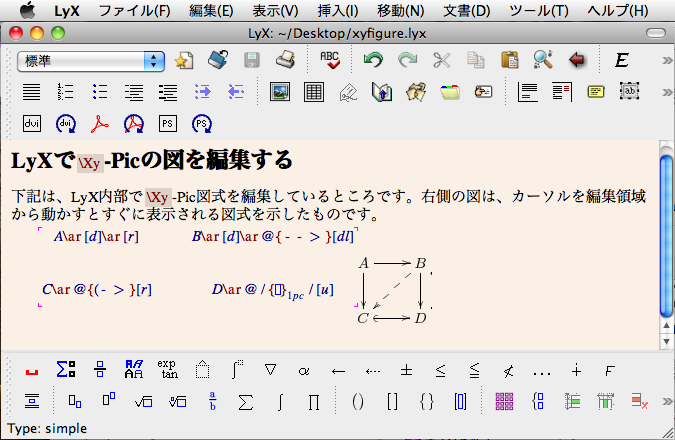 LyX ファイル(F) 編集(E) 表示(V) 挿入(I) 移動(N) 文書(D) ツール(T) ヘルプ(H)
LyX: ~/Desktop/xyfigure.lyx
標準 ABC E
dvi PS
LyXで\Xy-Picの図を編集する
下記は、LyX内部で\Xy-Pic図式を編集しているところです。右側の図は、カーソルを編集領域
から動かすとすぐに表示される図式を示したものです。
A\ar [d]\ar [r] B\ar [d]\ar @{ - - > }[dl]
A B ,
C\ar @{(- > }[r] D\ar @ / {▯}1pc / [u]
C D .
Σ exp tan ∫ ▽ α ← ⇠ ± ≤ ≦ ≮ ... ∔ F
√ a/b Σ ∫ ∏ () [] {} {
Type: simple